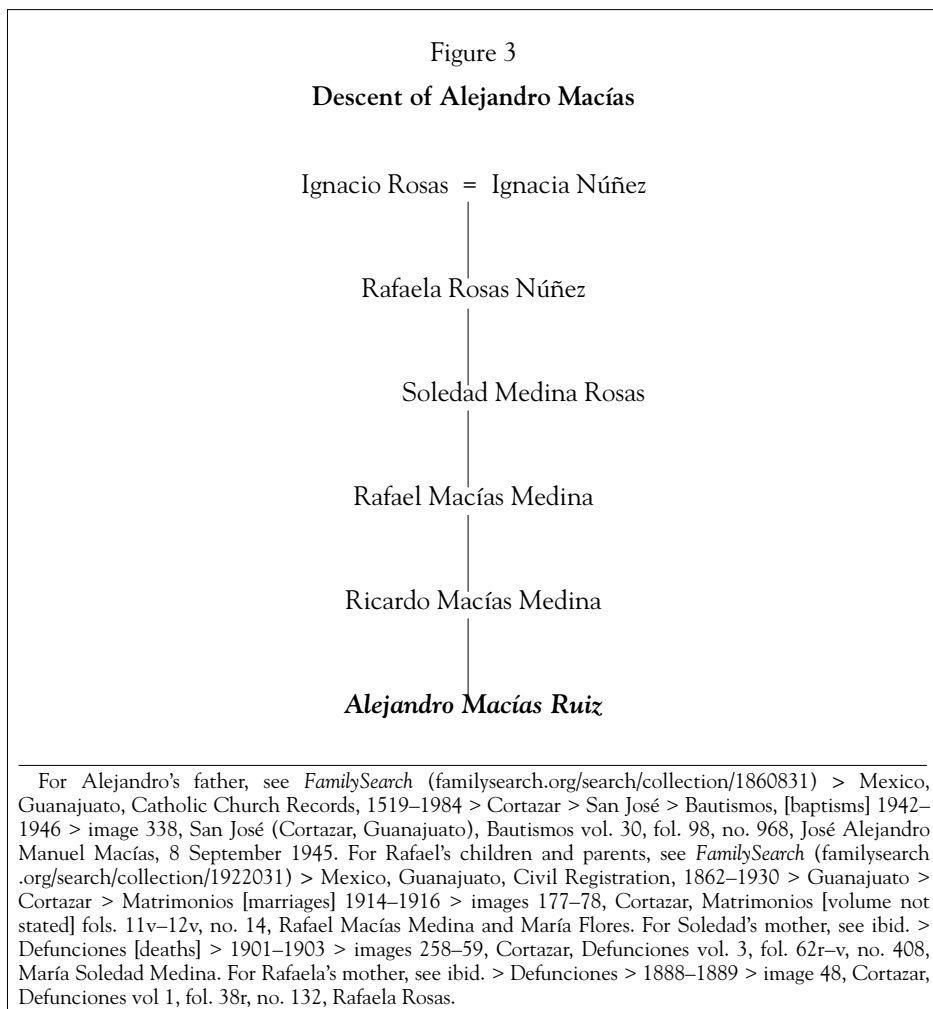 Figure 3
Descent of Alejandro Macías
Ignacio Rosas = Ignacia Núñez
Rafaela Rosas Núñez
Soledad Medina Rosas
Rafael Macías Medina
Ricardo Macías Medina
Alejandro Macías Ruiz
For Alejandro's father, see FamilySearch (familysearch.org/search/collection/1860831) > Mexico,
Guanajuato, Catholic Church Records, 1519–1984 > Cortazar > San José > Bautismos, [baptisms] 1942–
1946 > image 338, San José (Cortazar, Guanajuato), Bautismos vol. 30, fol. 98, no. 968, José Alejandro
Manuel Macías, 8 September 1945. For Rafael's children and parents, see FamilySearch (familysearch
.org/search/collection/1922031) > Mexico, Guanajuato, Civil Registration, 1862–1930 > Guanajuato >
Cortazar > Matrimonios [marriages] 1914–1916 > images 177–78, Cortazar, Matrimonios [volume not
stated] fols. 11v–12v, no. 14, Rafael Macías Medina and María Flores. For Soledad's mother, see ibid. >
Defunciones [deaths] > 1901–1903 > images 258–59, Cortazar, Defunciones vol. 3, fol. 62r–v, no. 408,
María Soledad Medina. For Rafaela's mother, see ibid. > Defunciones > 1888–1889 > image 48, Cortazar,
Defunciones vol 1, fol. 38r, no. 132, Rafaela Rosas.